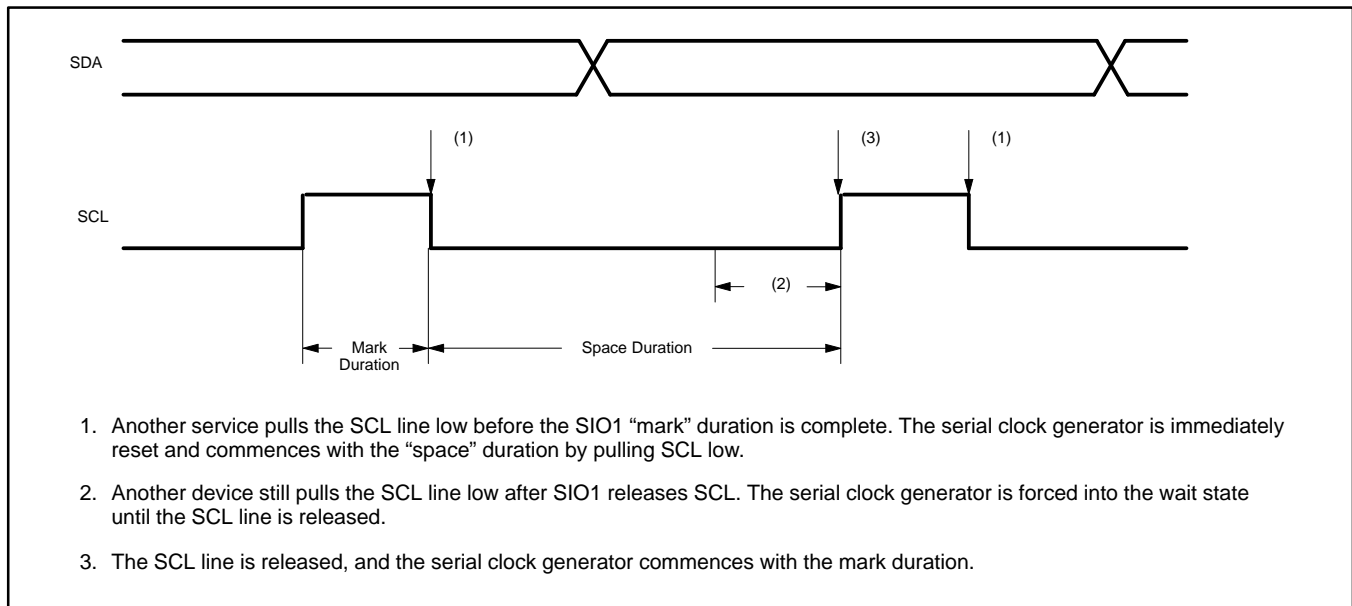 SDA
(1)
(3)
(1)
SCL
(2)
Mark
Duration
Space Duration
1. Another service pulls the SCL line low before the SIO1 “mark” duration is complete. The serial clock generator is immediately
reset and commences with the “space” duration by pulling SCL low.
2. Another device still pulls the SCL line low after SIO1 releases SCL. The serial clock generator is forced into the wait state
until the SCL line is released.
3. The SCL line is released, and the serial clock generator commences with the mark duration.